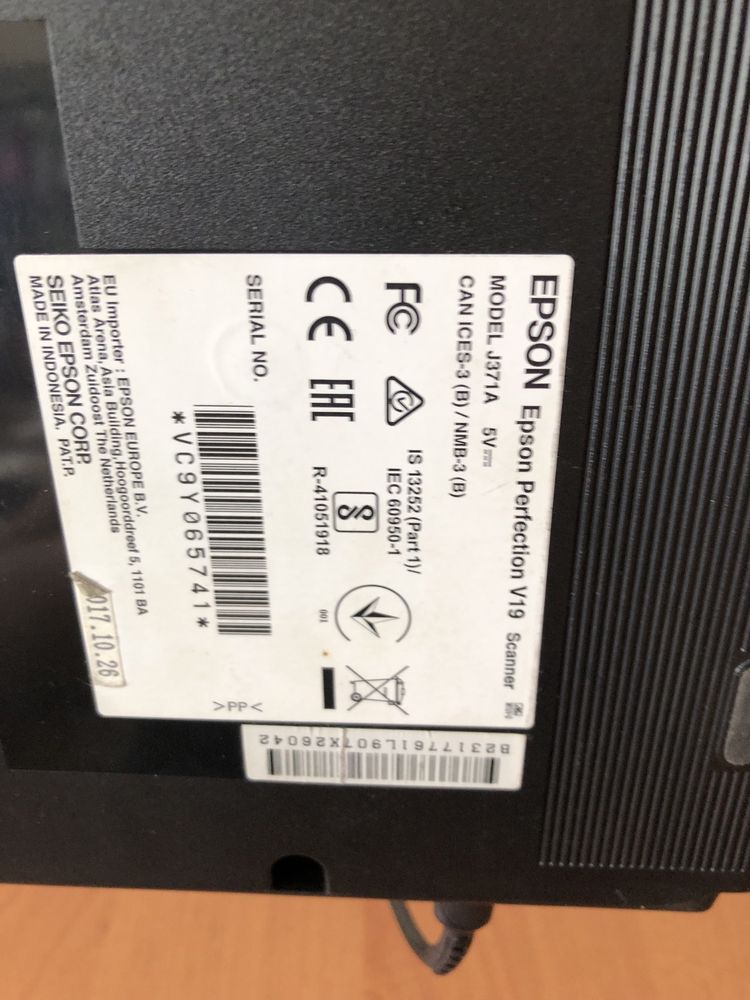 EPSON Epson Perfection V19 Scanner
MODEL J371A 5V⎓
CAN ICES-3 (B) / NMB-3 (B)
FC
IS 13252 (Part 1)/
IEC 60950-1
001
CE EAC
R-41051918
SERIAL NO.
*VC9Y065741*
>PP<
EU Importer : EPSON EUROPE B.V.
Atlas Arena, Asia Building, Hoogoorddreef 5, 1101 BA
Amsterdam Zuidoost The Netherlands
SEIKO EPSON CORP.
MADE IN INDONESIA. PAT.P.
017.10.26
B2317761L907X26042